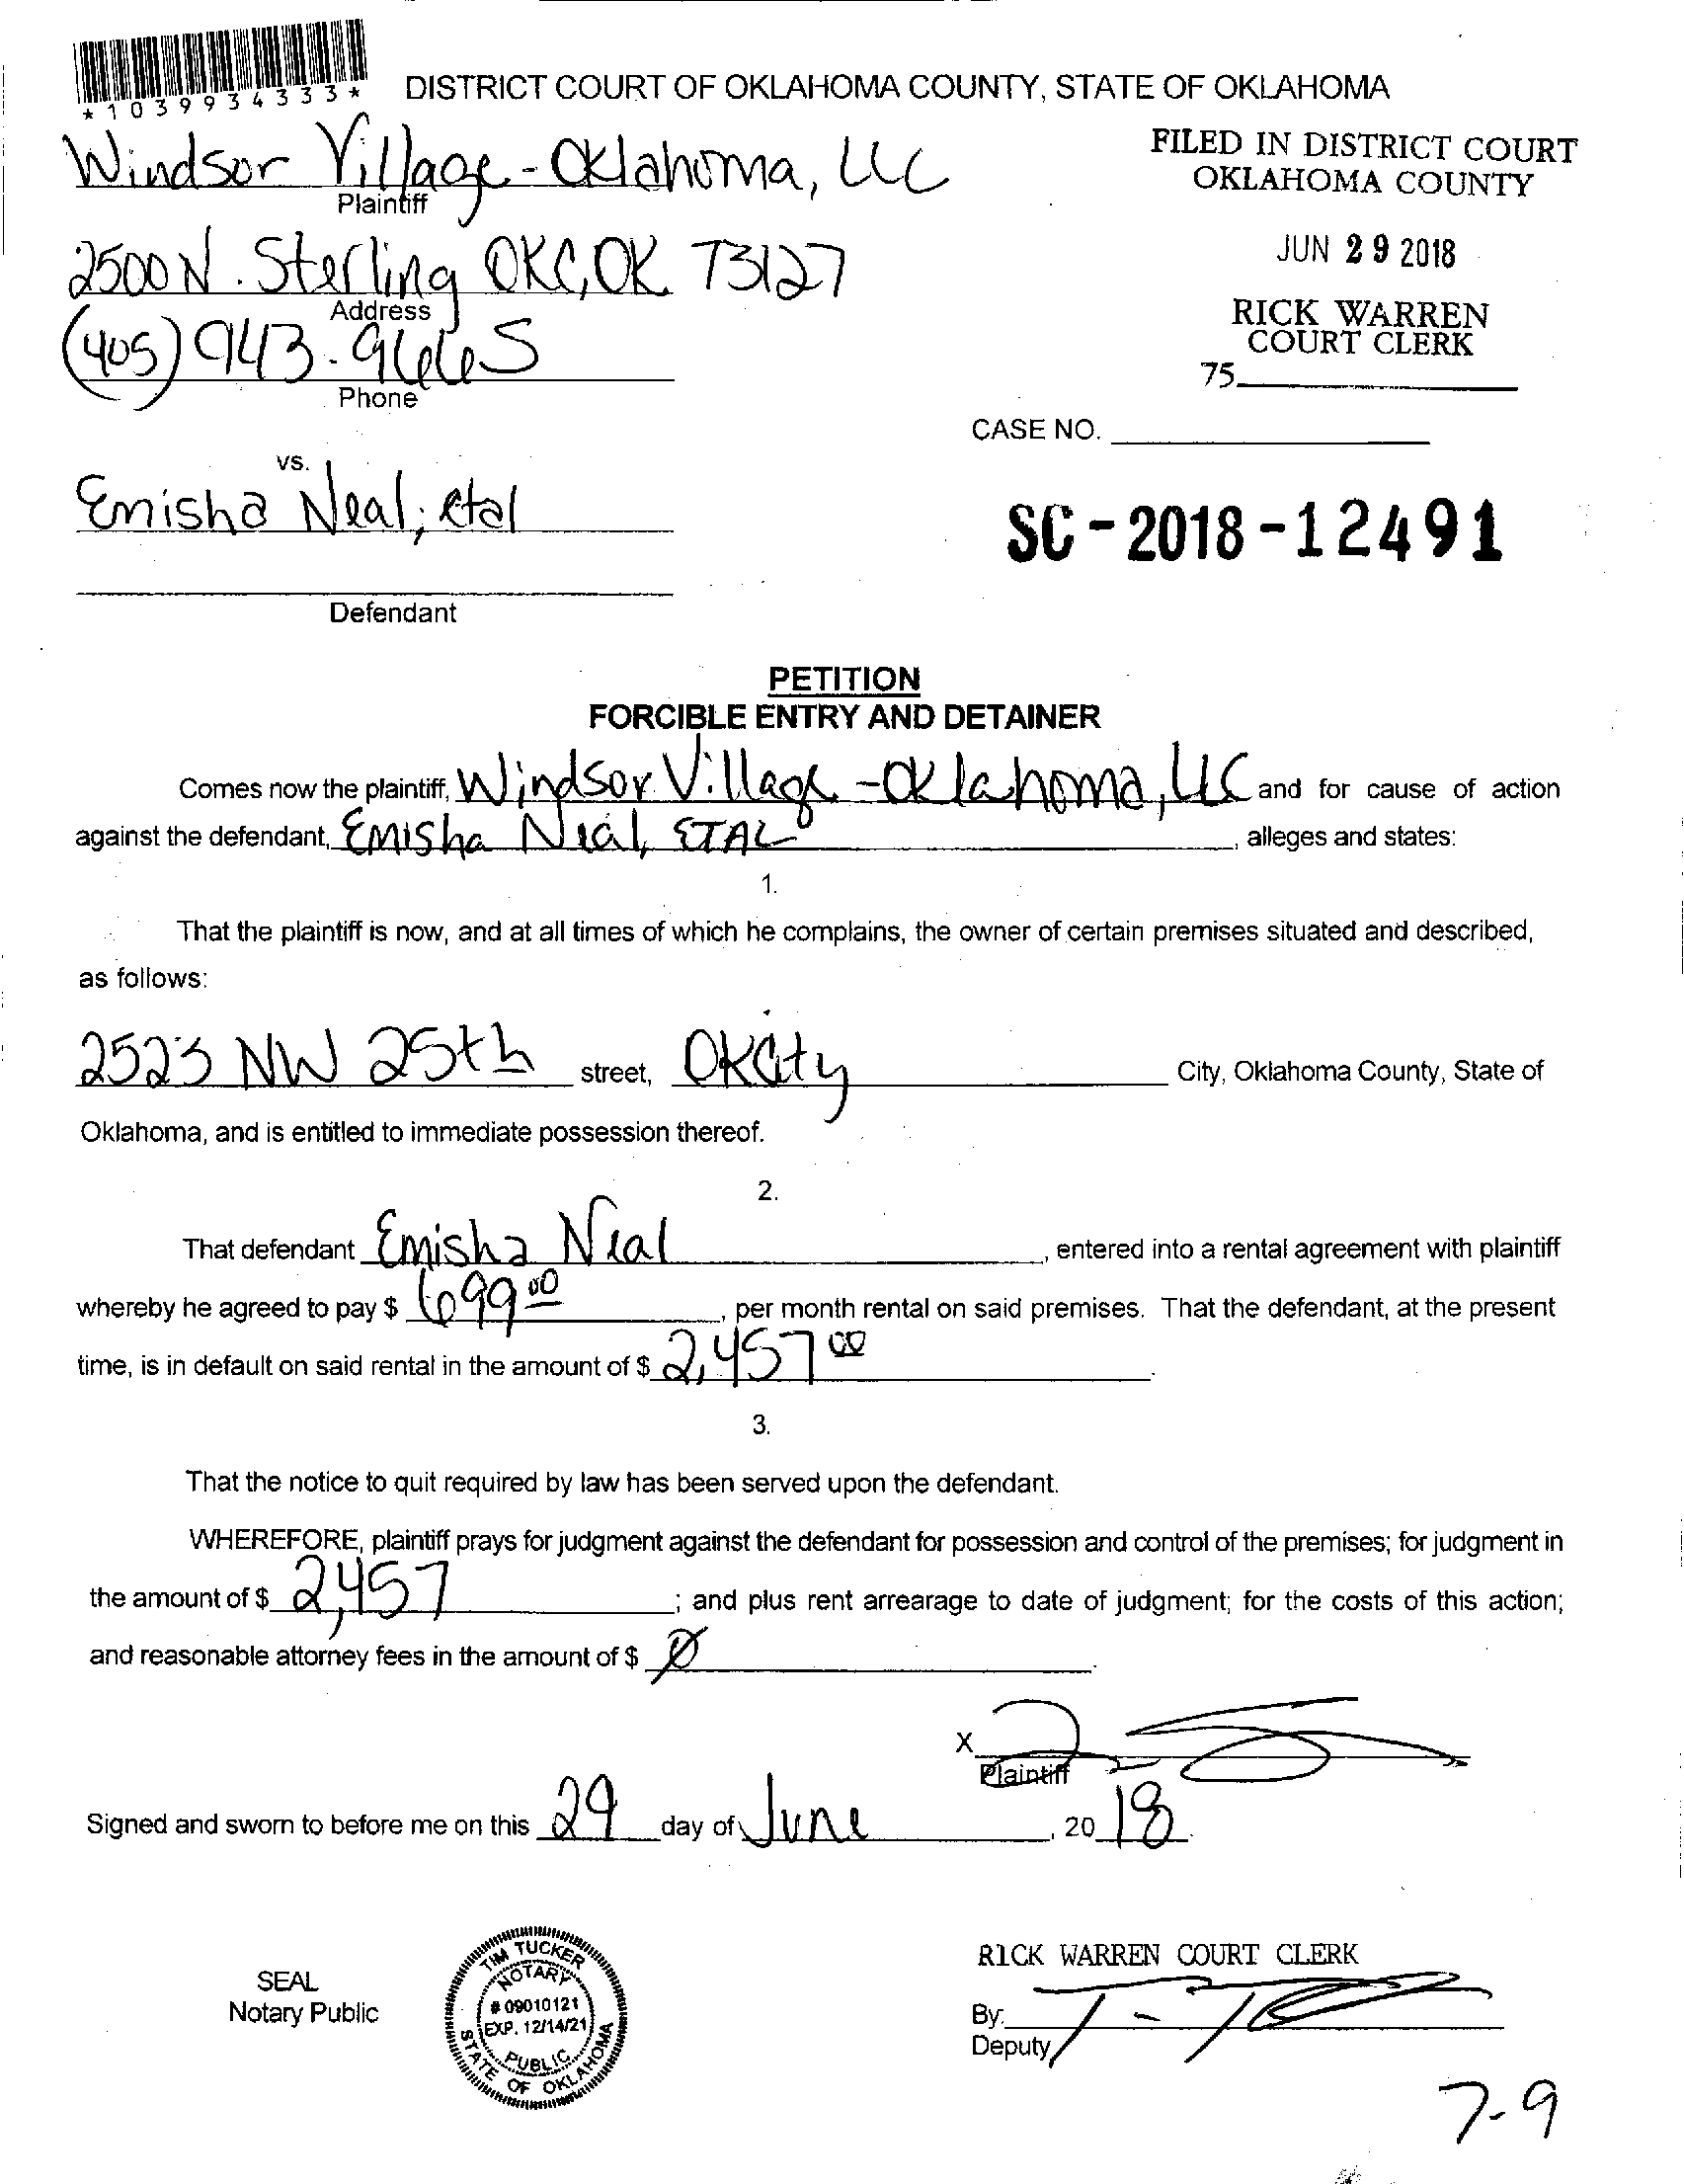 *1039934333*
DISTRICT COURT OF OKLAHOMA COUNTY, STATE OF OKLAHOMA
Windsor Village - Oklahoma, LLC
Plaintiff
FILED IN DISTRICT COURT
OKLAHOMA COUNTY
2500 N. Sterling OKC, OK 73127
Address
JUN 29 2018
(405) 943-9666S
Phone
RICK WARREN
COURT CLERK
75
CASE NO.
vs.
Emisha Neal, etal
SC-2018-12491
Defendant
PETITION
FORCIBLE ENTRY AND DETAINER
Comes now the plaintiff, Windsor Village - Oklahoma, LLC and for cause of action
against the defendant, Emisha Neal, ETAL, alleges and states:
1.
That the plaintiff is now, and at all times of which he complains, the owner of certain premises situated and described,
as follows:
2523 NW 25th street, OKCity City, Oklahoma County, State of
Oklahoma, and is entitled to immediate possession thereof.
2.
That defendant Emisha Neal, entered into a rental agreement with plaintiff
whereby he agreed to pay $ 699 00, per month rental on said premises. That the defendant, at the present
time, is in default on said rental in the amount of $ 2,457 00.
3.
That the notice to quit required by law has been served upon the defendant.
WHEREFORE, plaintiff prays for judgment against the defendant for possession and control of the premises; for judgment in
the amount of $ 2,457; and plus rent arrearage to date of judgment; for the costs of this action;
and reasonable attorney fees in the amount of $ Ø.
X
Plaintiff
Signed and sworn to before me on this 29 day of June, 2018.
SEAL
Notary Public
TIM TUCKER
NOTARY
# 09010121
EXP. 12/14/21
PUBLIC
STATE OF OKLAHOMA
RICK WARREN COURT CLERK
By:
Deputy
7-9